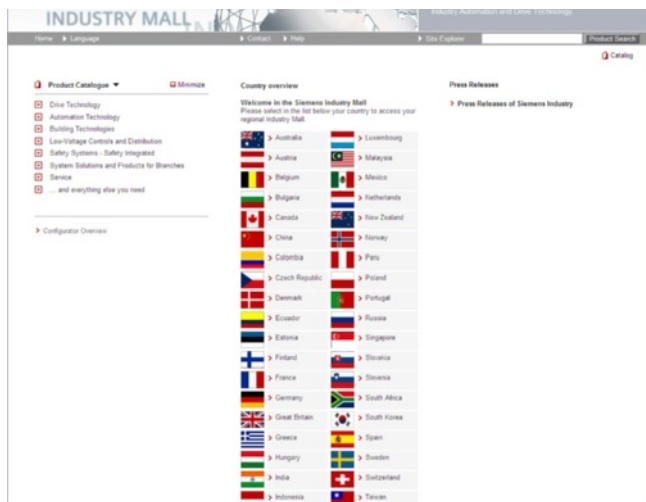 INDUSTRY MALL
Industry Automation and Drive Technology.
Home
Language
Contact
Help
Site Explorer
Product Search
Catalog
Product Catalogue
Minimize
Drive Technology
Automation Technology
Building Technologies
Low-Voltage Controls and Distribution
Safety Systems - Safety Integrated
System Solutions and Products for Branches
Service
... and everything else you need
Configurator Overview
Country overview
Welcome in the Siemens Industry Mall
Please select in the list below your country to access your
regional Industry Mall.
Australia
Luxembourg
Austria
Malaysia
Belgium
Mexico
Bulgaria
Netherlands
Canada
New Zealand
China
Norway
Colombia
Peru
Czech Republic
Poland
Denmark
Portugal
Ecuador
Russia
Estonia
Singapore
Finland
Slovakia
France
Slovenia
Germany
South Africa
Great Britain
South Korea
Greece
Spain
Hungary
Sweden
India
Switzerland
Indonesia
Taiwan
Press Releases
Press Releases of Siemens Industry